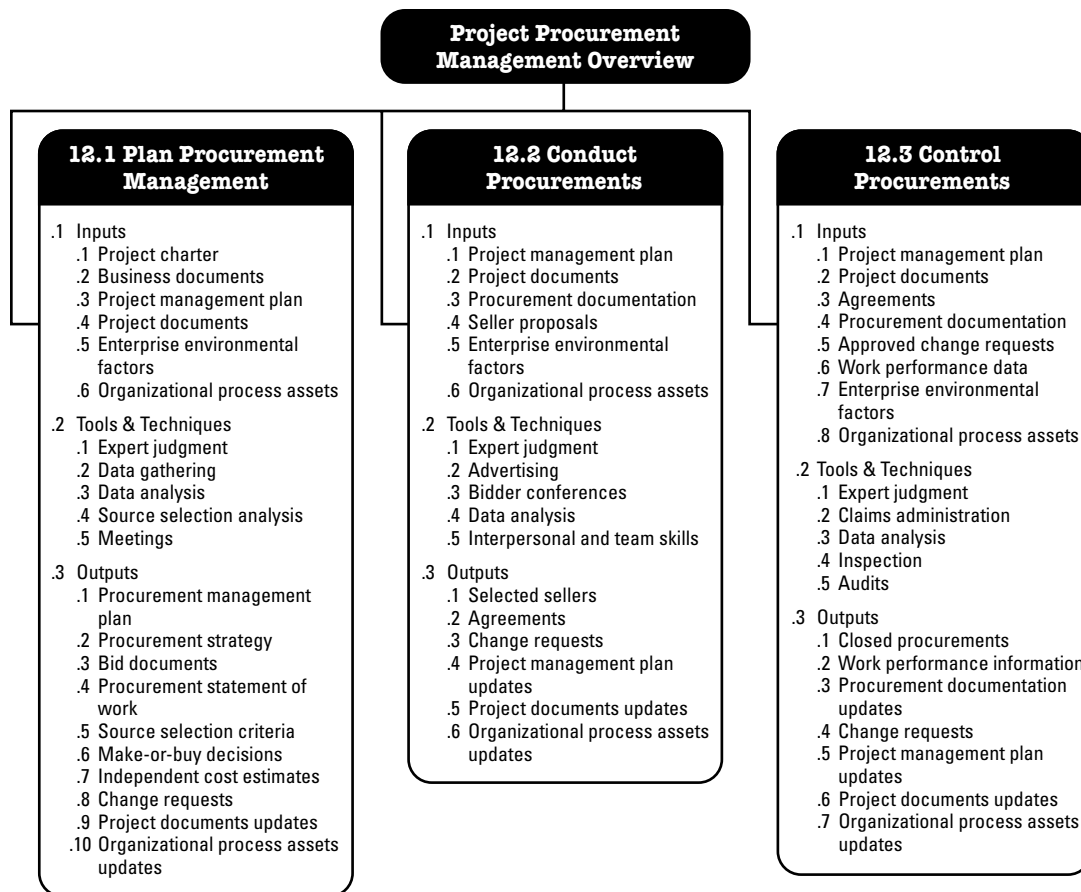 Project Procurement
Management Overview
12.1 Plan Procurement
Management
.1 Inputs
.1 Project charter
.2 Business documents
.3 Project management plan
.4 Project documents
.5 Enterprise environmental
factors
.6 Organizational process assets
.2 Tools & Techniques
.1 Expert judgment
.2 Data gathering
.3 Data analysis
.4 Source selection analysis
.5 Meetings
.3 Outputs
.1 Procurement management
plan
.2 Procurement strategy
.3 Bid documents
.4 Procurement statement of
work
.5 Source selection criteria
.6 Make-or-buy decisions
.7 Independent cost estimates
.8 Change requests
.9 Project documents updates
.10 Organizational process assets
updates
12.2 Conduct
Procurements
.1 Inputs
.1 Project management plan
.2 Project documents
.3 Procurement documentation
.4 Seller proposals
.5 Enterprise environmental
factors
.6 Organizational process assets
.2 Tools & Techniques
.1 Expert judgment
.2 Advertising
.3 Bidder conferences
.4 Data analysis
.5 Interpersonal and team skills
.3 Outputs
.1 Selected sellers
.2 Agreements
.3 Change requests
.4 Project management plan
updates
.5 Project documents updates
.6 Organizational process assets
updates
12.3 Control
Procurements
.1 Inputs
.1 Project management plan
.2 Project documents
.3 Agreements
.4 Procurement documentation
.5 Approved change requests
.6 Work performance data
.7 Enterprise environmental
factors
.8 Organizational process assets
.2 Tools & Techniques
.1 Expert judgment
.2 Claims administration
.3 Data analysis
.4 Inspection
.5 Audits
.3 Outputs
.1 Closed procurements
.2 Work performance information
.3 Procurement documentation
updates
.4 Change requests
.5 Project management plan
updates
.6 Project documents updates
.7 Organizational process assets
updates